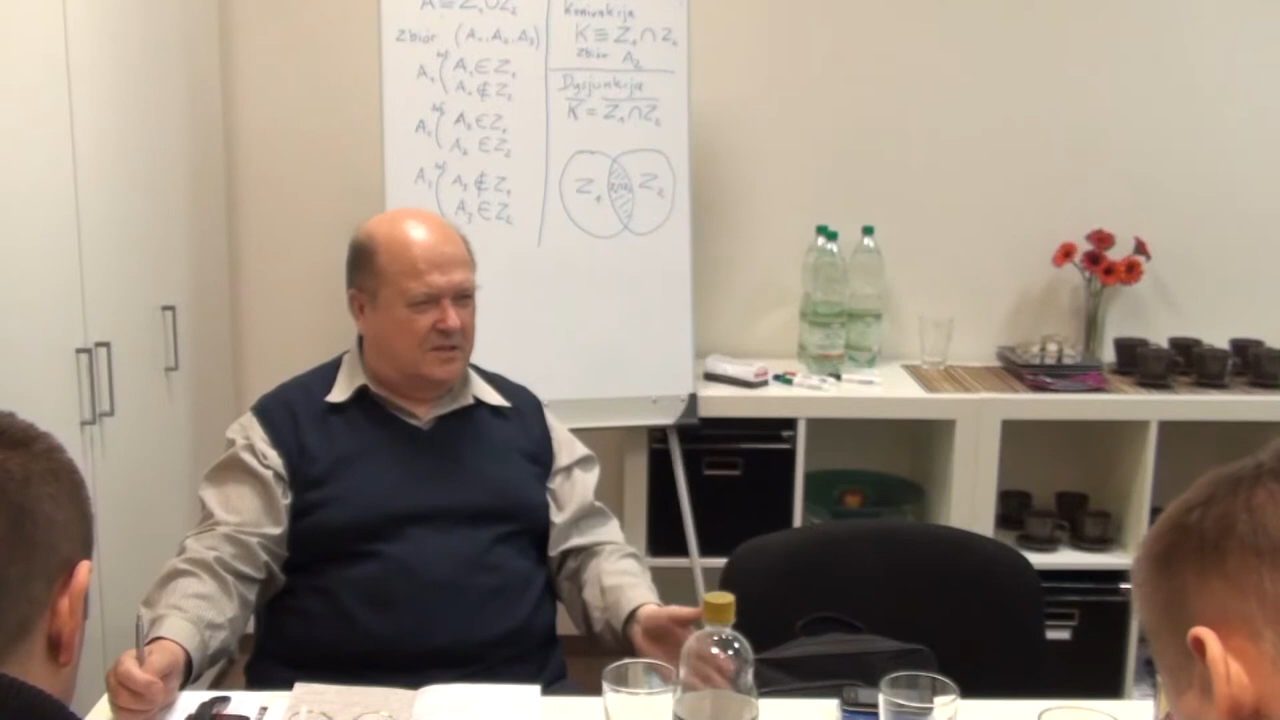 A ≡ Z₁∪Z₂
Zbiór (A₁, A₂, A₃)
A₁ ( A₁ ∈ Z₁
A₁ ∉ Z₂
A₂ ( A₂ ∈ Z₁
A₂ ∈ Z₂
A₃ ( A₃ ∉ Z₁
A₃ ∈ Z₂
Koniunkcja
K ≡ Z₁ ∩ Z₂
Zbiór A₂
Dysjunkcja
K̅ = Z₁∩Z₂
Z₁
Z₂